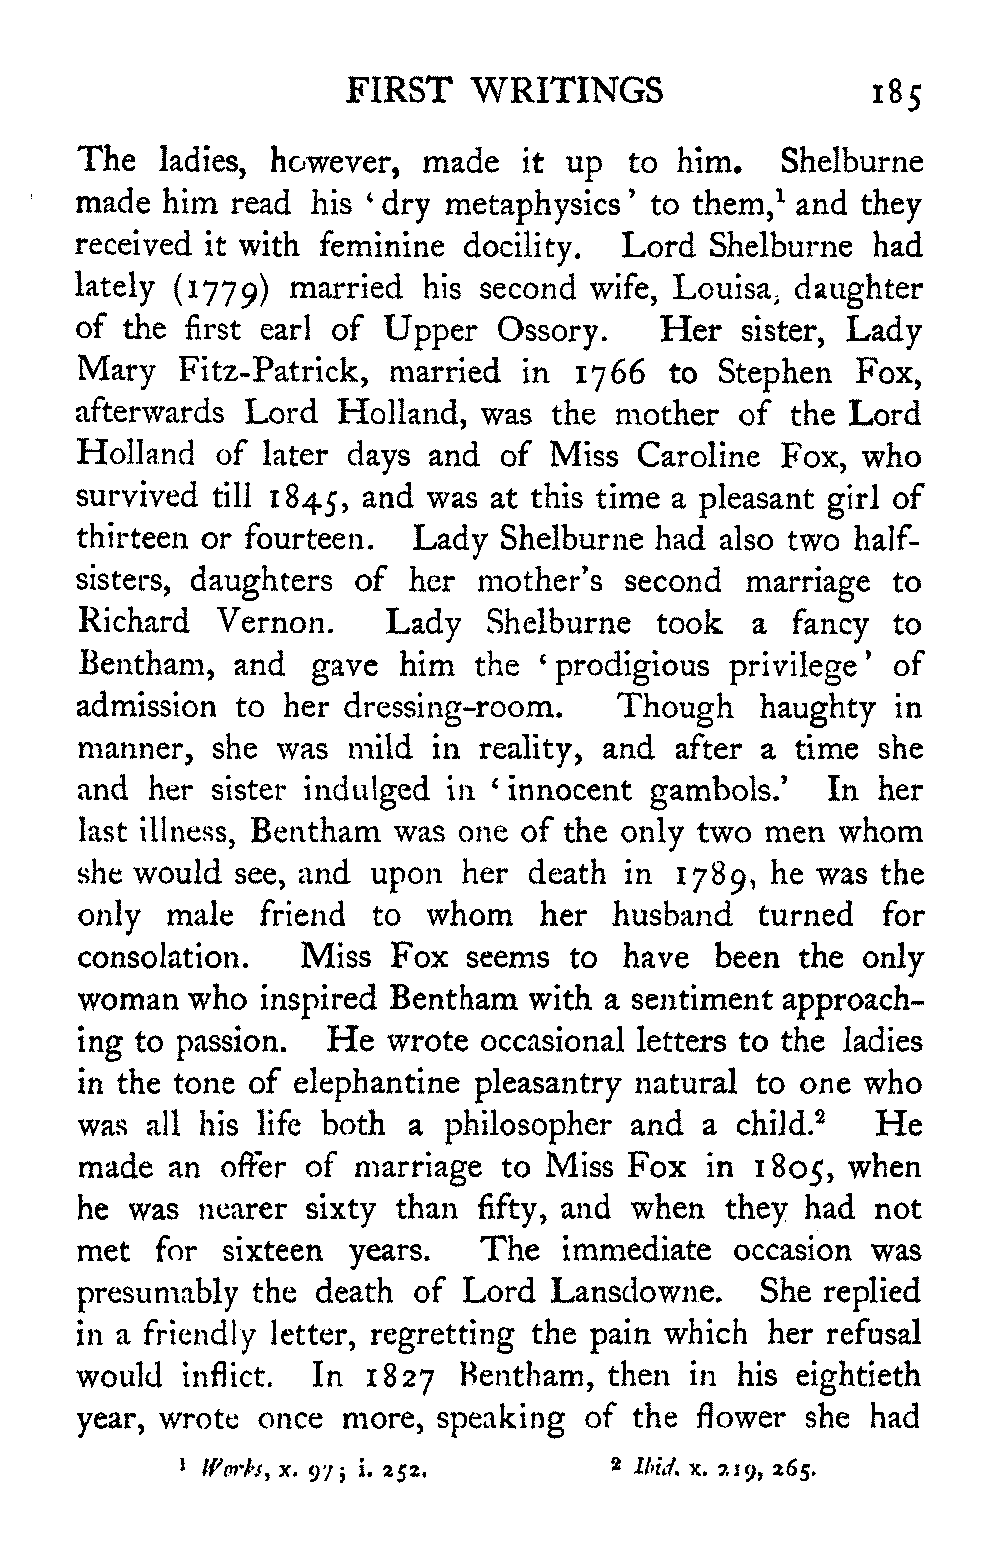 FIRST WRITINGS 185
The ladies, however, made it up to him. Shelburne
made him read his ‘dry metaphysics’ to them,¹ and they
received it with feminine docility. Lord Shelburne had
lately (1779) married his second wife, Louisa, daughter
of the first earl of Upper Ossory. Her sister, Lady
Mary Fitz-Patrick, married in 1766 to Stephen Fox,
afterwards Lord Holland, was the mother of the Lord
Holland of later days and of Miss Caroline Fox, who
survived till 1845, and was at this time a pleasant girl of
thirteen or fourteen. Lady Shelburne had also two half-
sisters, daughters of her mother’s second marriage to
Richard Vernon. Lady Shelburne took a fancy to
Bentham, and gave him the ‘prodigious privilege’ of
admission to her dressing-room. Though haughty in
manner, she was mild in reality, and after a time she
and her sister indulged in ‘innocent gambols.’ In her
last illness, Bentham was one of the only two men whom
she would see, and upon her death in 1789, he was the
only male friend to whom her husband turned for
consolation. Miss Fox seems to have been the only
woman who inspired Bentham with a sentiment approach-
ing to passion. He wrote occasional letters to the ladies
in the tone of elephantine pleasantry natural to one who
was all his life both a philosopher and a child.² He
made an offer of marriage to Miss Fox in 1805, when
he was nearer sixty than fifty, and when they had not
met for sixteen years. The immediate occasion was
presumably the death of Lord Lansdowne. She replied
in a friendly letter, regretting the pain which her refusal
would inflict. In 1827 Bentham, then in his eightieth
year, wrote once more, speaking of the flower she had
¹ Works, x. 97; i. 252. ² Ibid. x. 219, 265.